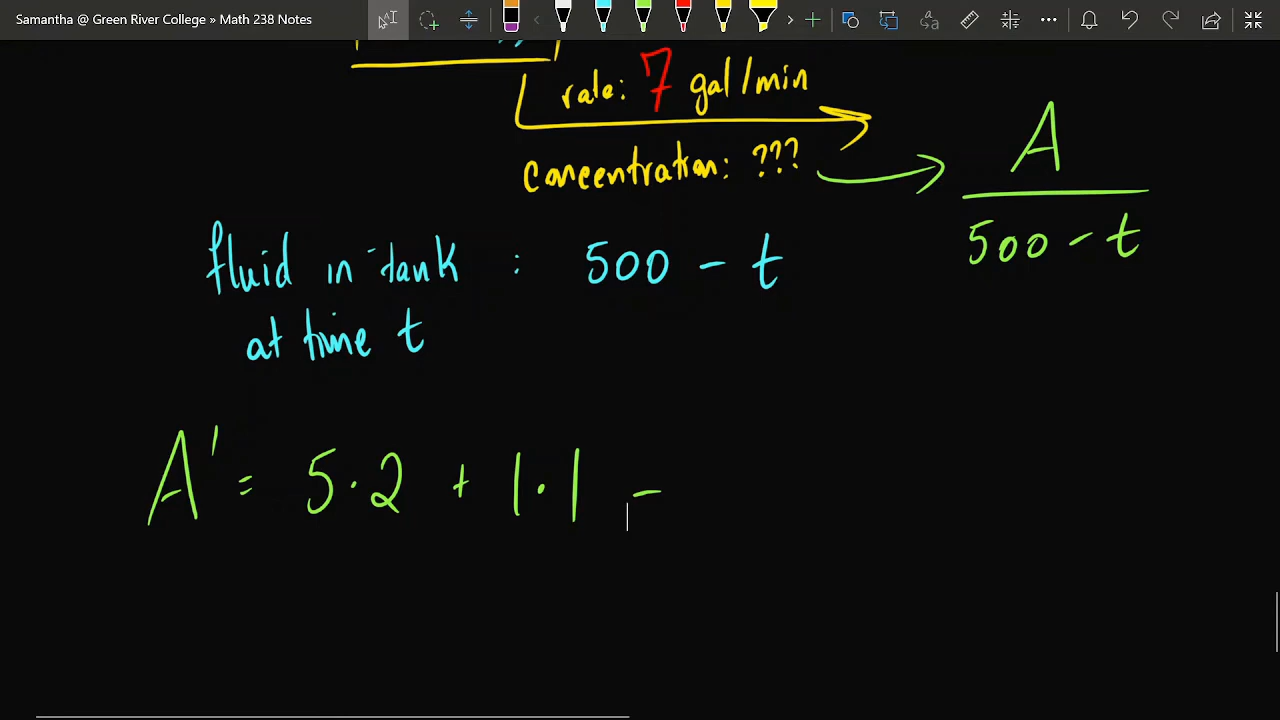 Samantha @ Green River College » Math 238 Notes
rate: 7 gal/min
concentration: ???
A
500 - t
fluid in tank : 500 - t
at time t
A' = 5·2 + 1·1 -